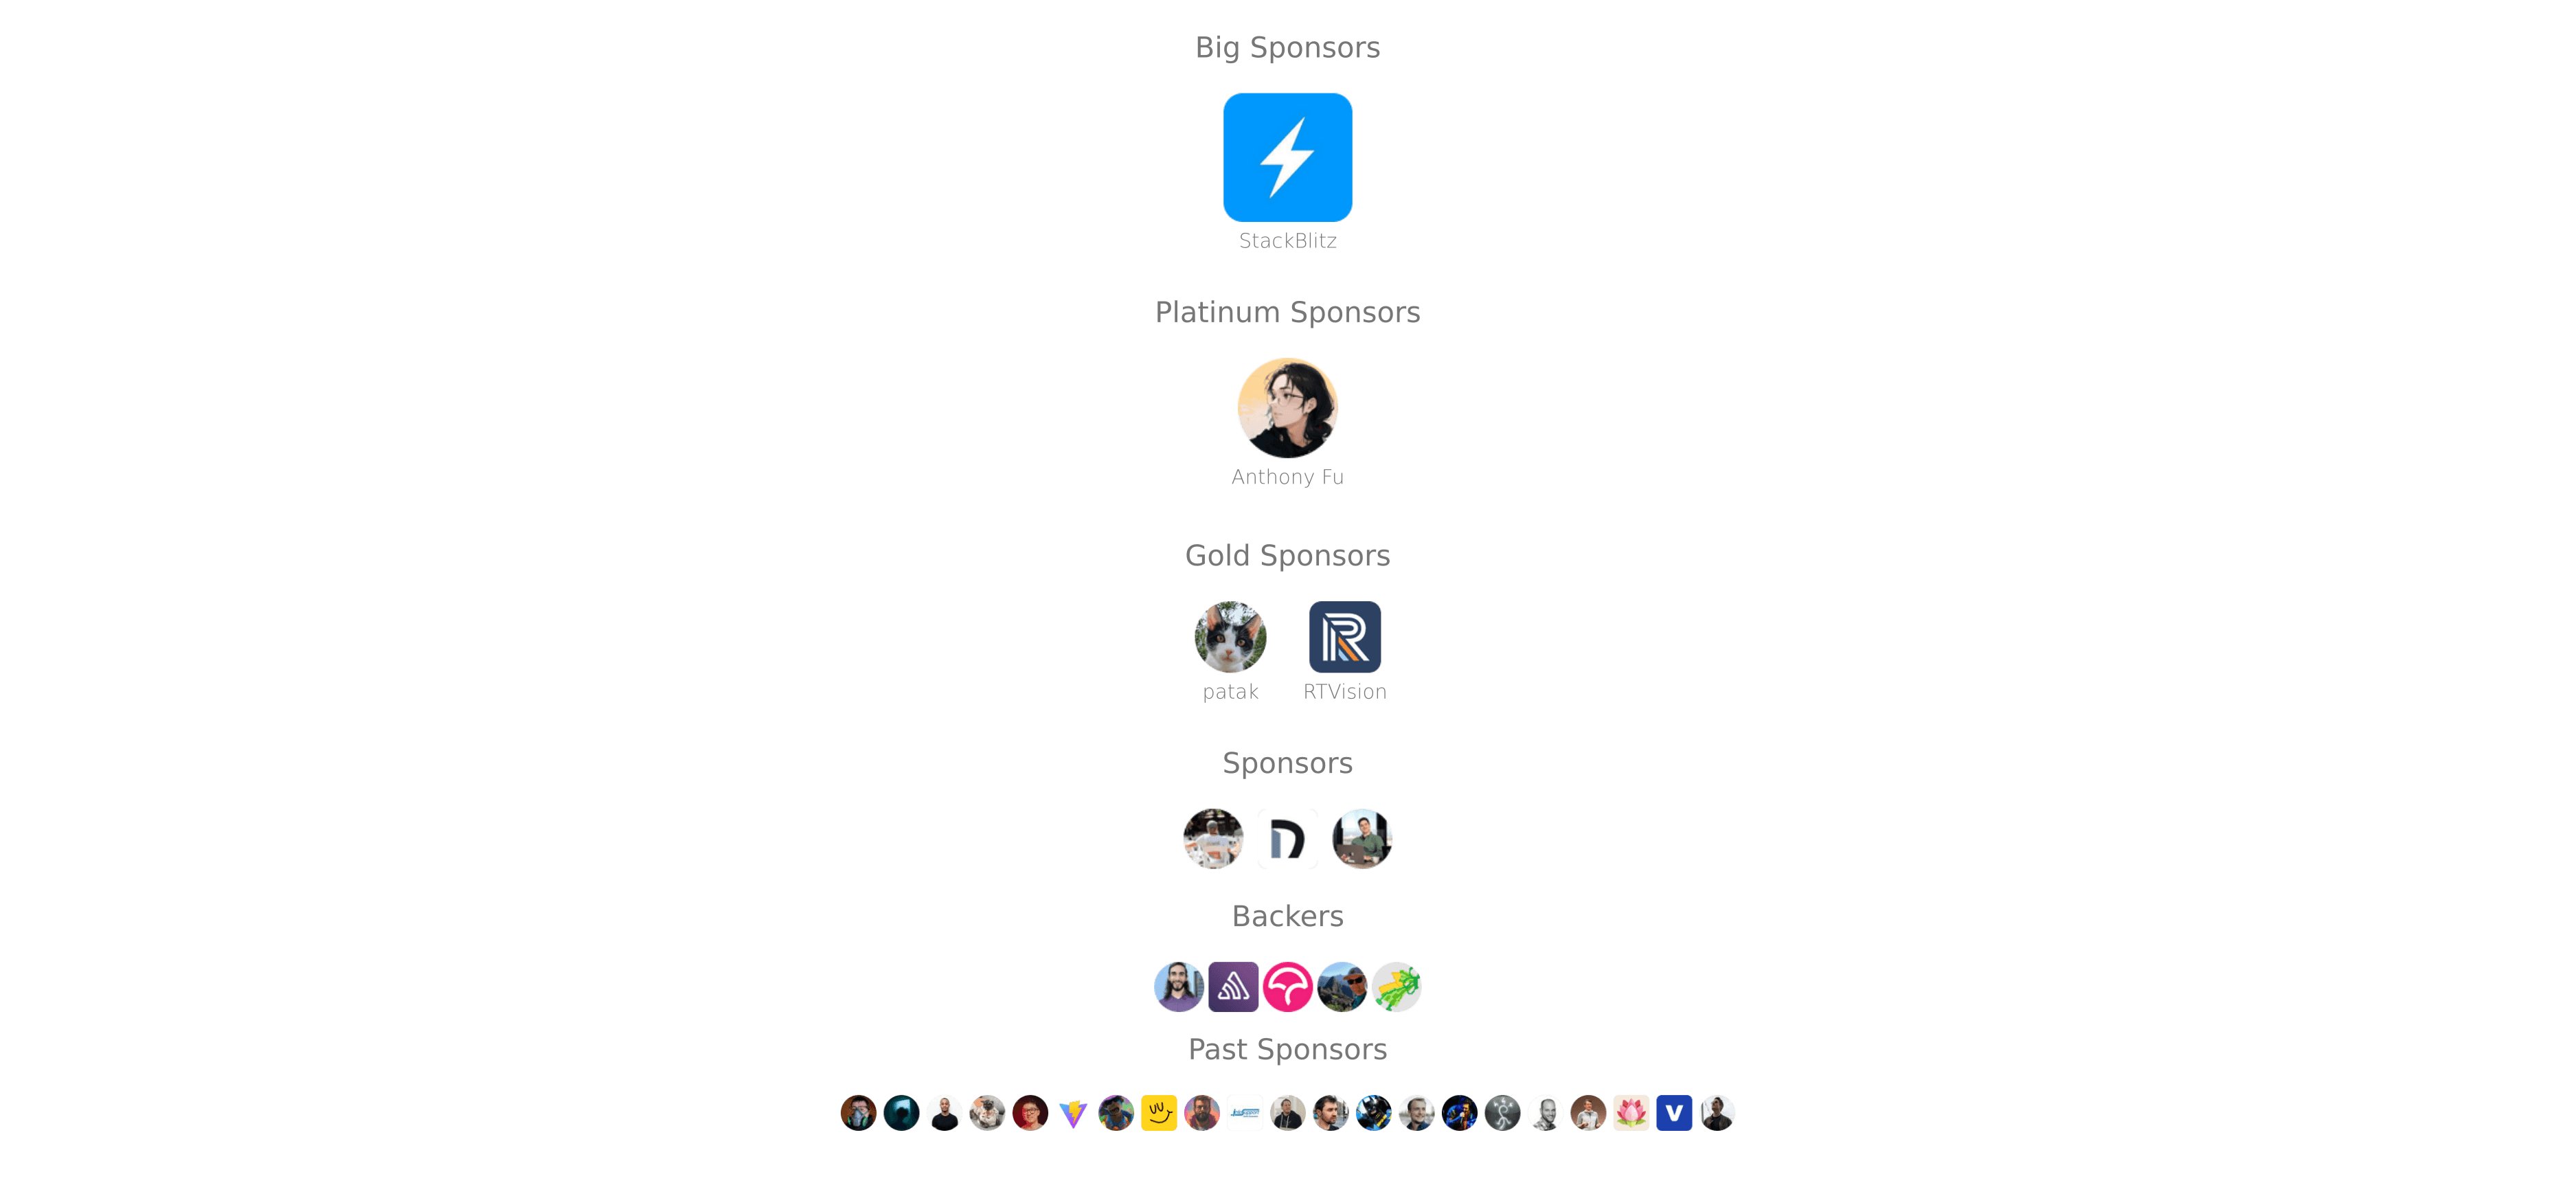 Big Sponsors
StackBlitz
Platinum Sponsors
Anthony Fu
Gold Sponsors
patak
RTVision
Sponsors
Backers
Past Sponsors
V